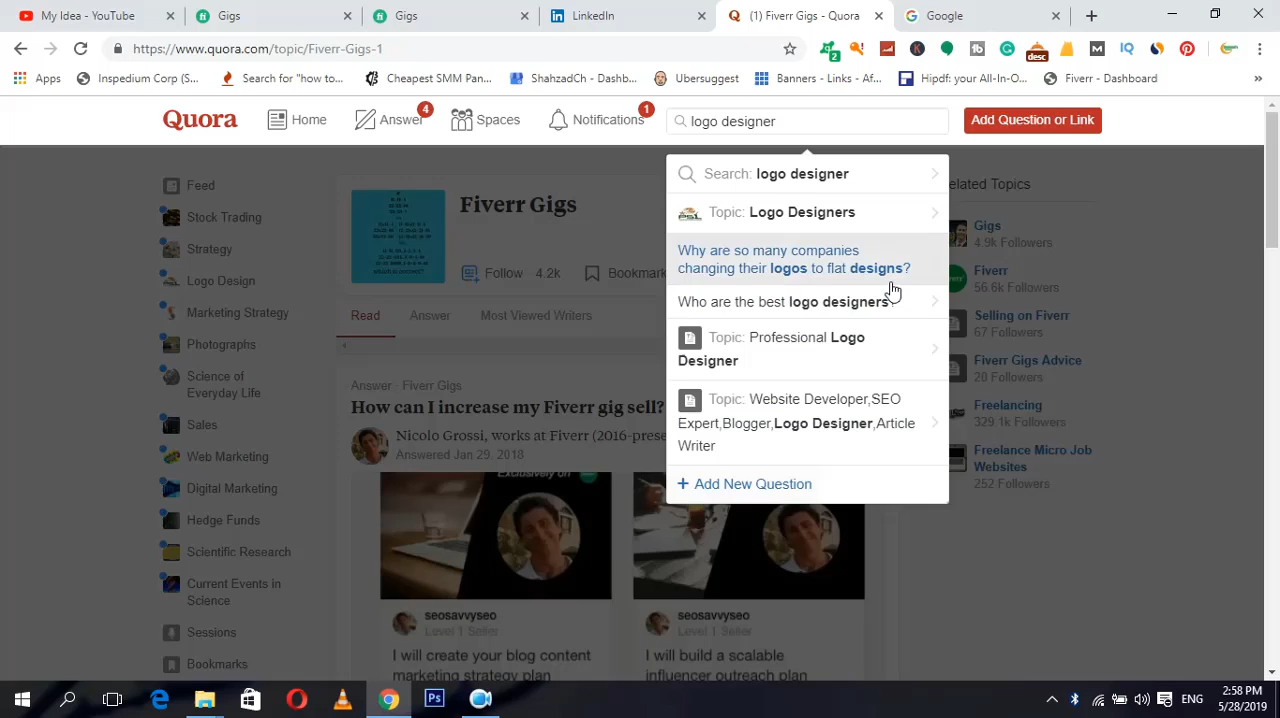 My Videos - YouTube
Gigs
Gigs
LinkedIn
(1) Fiverr Gigs - Quora
Google
https://www.quora.com/topic/Fiverr-Gigs-1
2
desc
IQ
Apps
Inspedium Corp (S...
Search for "how to...
Cheapest SMM Pan...
ShahzadCh - Dashb...
Ubersuggest
Banners - Links - Af...
Hipdf: your All-In-O...
Fiverr - Dashboard
»
Quora
Home
Answer
4
Spaces
Notifications
1
logo designer
Add Question or Link
Search: logo designer
Topic: Logo Designers
Why are so many companies
changing their logos to flat designs?
Who are the best logo designers?
Topic: Professional Logo
Designer
Topic: Website Developer,SEO
Expert,Blogger,Logo Designer,Article
Writer
+ Add New Question
Feed
Stock Trading
Strategy
Logo Design
Marketing Strategy
Photographs
Science of
Everyday Life
Sales
Web Marketing
Digital Marketing
Hedge Funds
Scientific Research
Current Events in
Science
Sessions
Bookmarks
Fiverr Gigs
Follow 4.2k
Bookmark
Read
Answer
Most Viewed Writers
Answer · Fiverr Gigs
How can I increase my Fiverr gig sell?
Nicolo Grossi, works at Fiverr (2016-prese
Answered Jan 29, 2018
Exclusively on
seosavvyseo
Level 1 Seller
I will create your blog content
marketing strategy plan
seosavvyseo
Level 1 Seller
I will build a scalable
influencer outreach plan
elated Topics
Gigs
4.9k Followers
Fiverr
56.6k Followers
Selling on Fiverr
67 Followers
Fiverr Gigs Advice
20 Followers
Freelancing
329.1k Followers
Freelance Micro Job
Websites
252 Followers
Ps
ENG
2:58 PM
5/28/2019